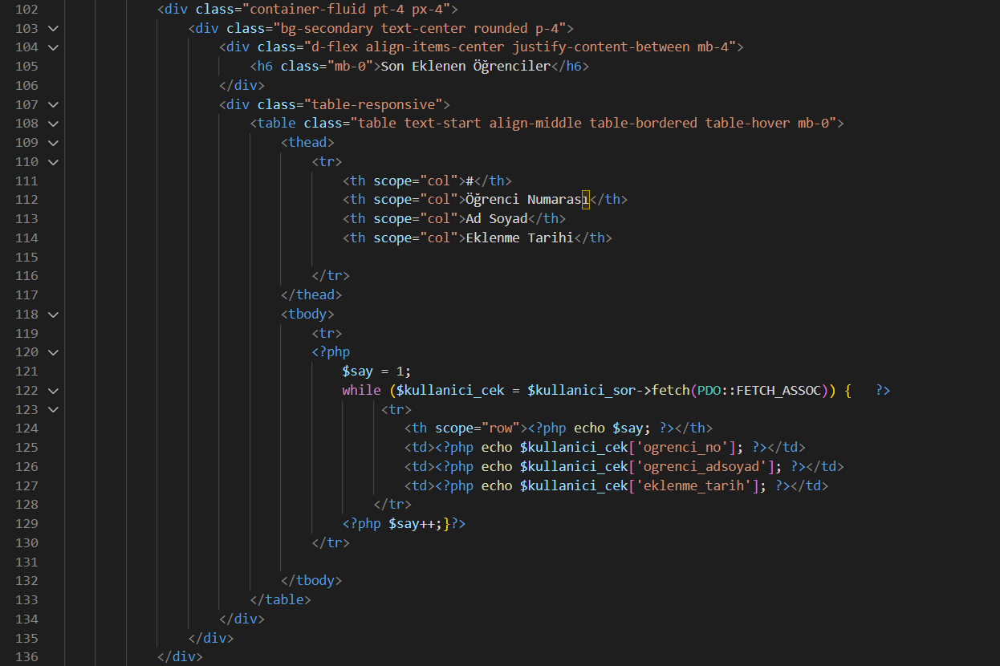 102 <div class="container-fluid pt-4 px-4">
103 <div class="bg-secondary text-center rounded p-4">
104 <div class="d-flex align-items-center justify-content-between mb-4">
105 <h6 class="mb-0">Son Eklenen Öğrenciler</h6>
106 </div>
107 <div class="table-responsive">
108 <table class="table text-start align-middle table-bordered table-hover mb-0">
109 <thead>
110 <tr>
111 <th scope="col">#</th>
112 <th scope="col">Öğrenci Numarası</th>
113 <th scope="col">Ad Soyad</th>
114 <th scope="col">Eklenme Tarihi</th>
115
116 </tr>
117 </thead>
118 <tbody>
119 <tr>
120 <?php
121 $say = 1;
122 while ($kullanici_cek = $kullanici_sor->fetch(PDO::FETCH_ASSOC)) { ?>
123 <tr>
124 <th scope="row"><?php echo $say; ?></th>
125 <td><?php echo $kullanici_cek['ogrenci_no']; ?></td>
126 <td><?php echo $kullanici_cek['ogrenci_adsoyad']; ?></td>
127 <td><?php echo $kullanici_cek['eklenme_tarih']; ?></td>
128 </tr>
129 <?php $say++;}?>
130 </tr>
131
132 </tbody>
133 </table>
134 </div>
135 </div>
136 </div>